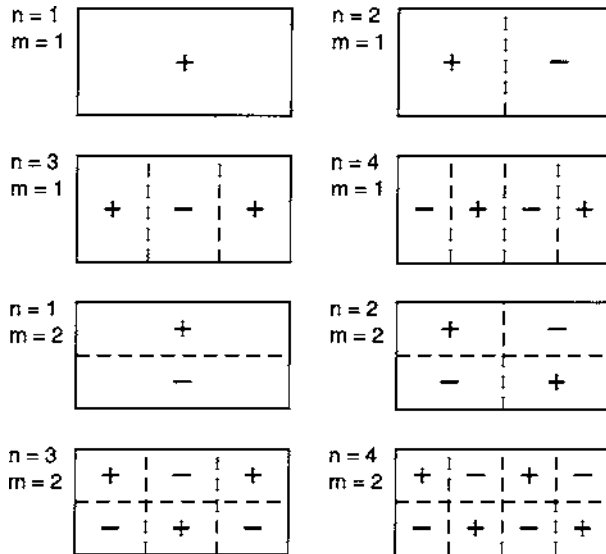 n = 1
m = 1
+
n = 2
m = 1
+ −
n = 3
m = 1
+ − +
n = 4
m = 1
− + − +
n = 1
m = 2
+
−
n = 2
m = 2
+ −
− +
n = 3
m = 2
+ − +
− + −
n = 4
m = 2
+ − + −
− + − +